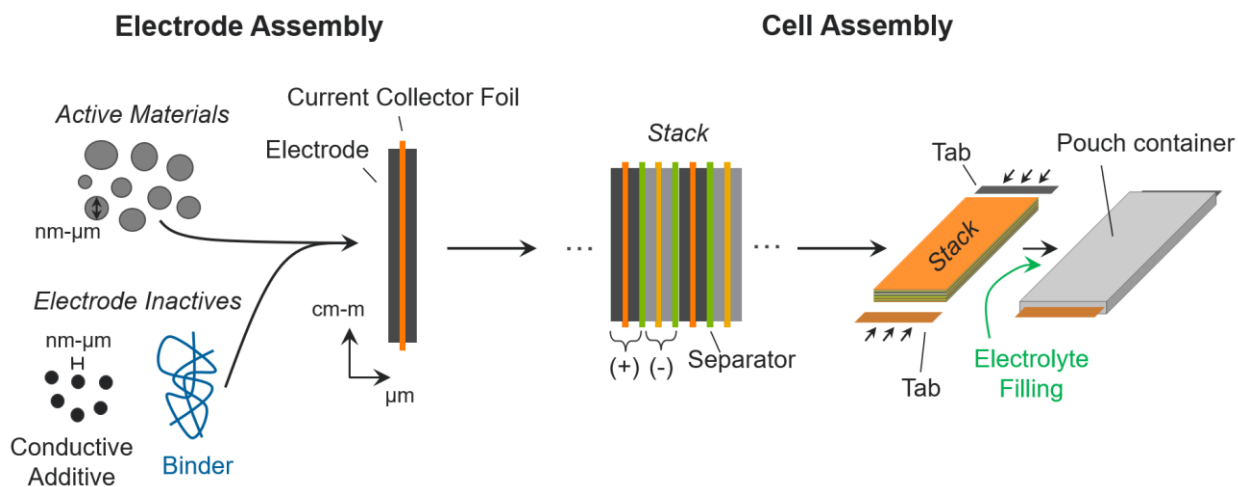 Electrode Assembly
Cell Assembly
Active Materials
nm-µm
Electrode Inactives
nm-µm
Conductive
Additive
Binder
Current Collector Foil
Electrode
cm-m
µm
...
Stack
...
(+) (-)
Separator
Tab
Stack
Tab
Pouch container
Electrolyte
Filling